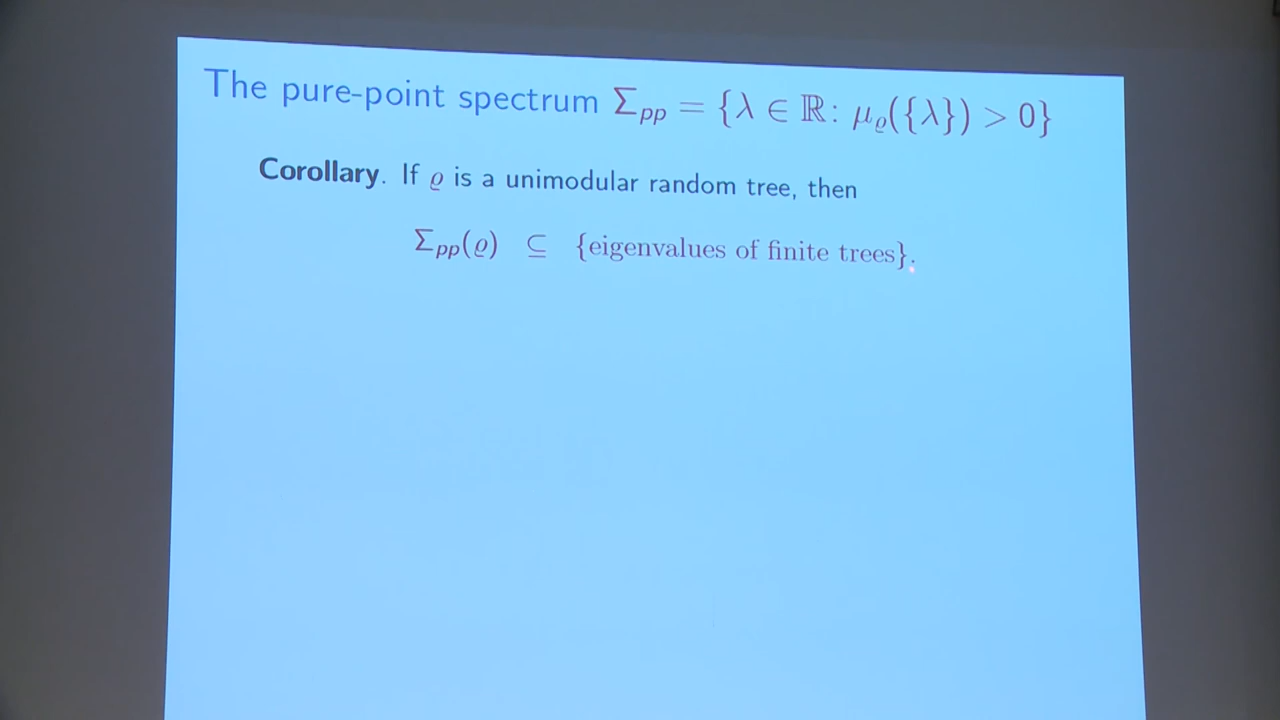 The pure-point spectrum Σ_pp = {λ ∈ ℝ: μ_ϱ({λ}) > 0}
Corollary. If ϱ is a unimodular random tree, then
Σ_pp(ϱ) ⊆ {eigenvalues of finite trees}.